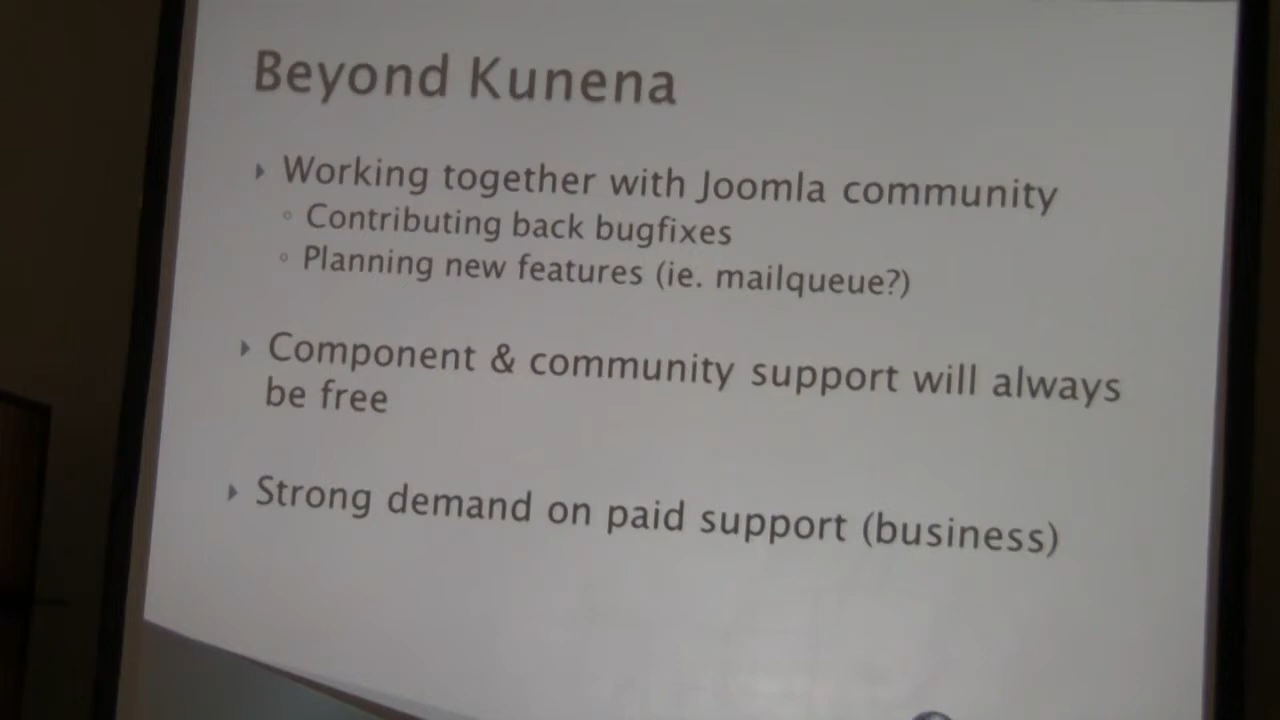 Beyond Kunena
Working together with Joomla community
Contributing back bugfixes
Planning new features (ie. mailqueue?)
Component & community support will always
be free
Strong demand on paid support (business)